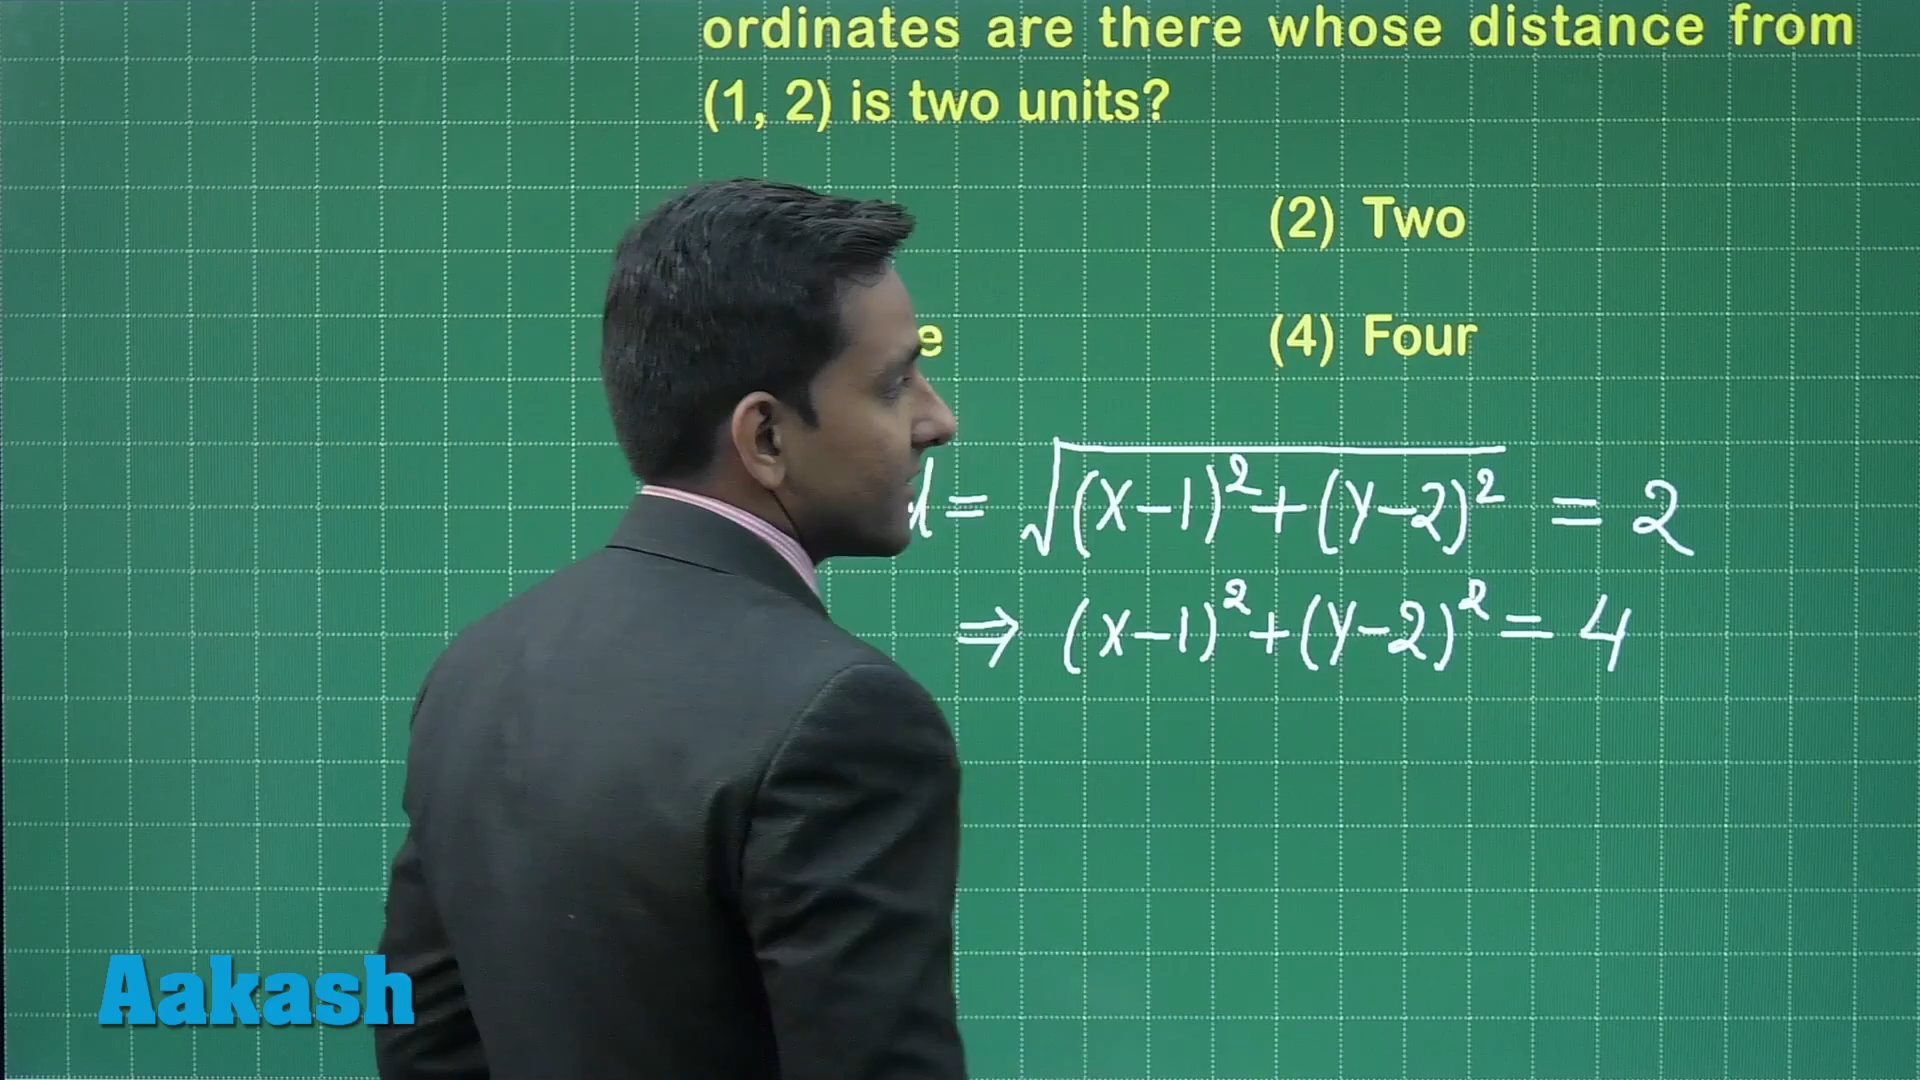 ordinates are there whose distance from
(1, 2) is two units?
(2) Two
(4) Four
d = √(x-1)²+(y-2)² = 2
⇒ (x-1)²+(y-2)² = 4
Aakash